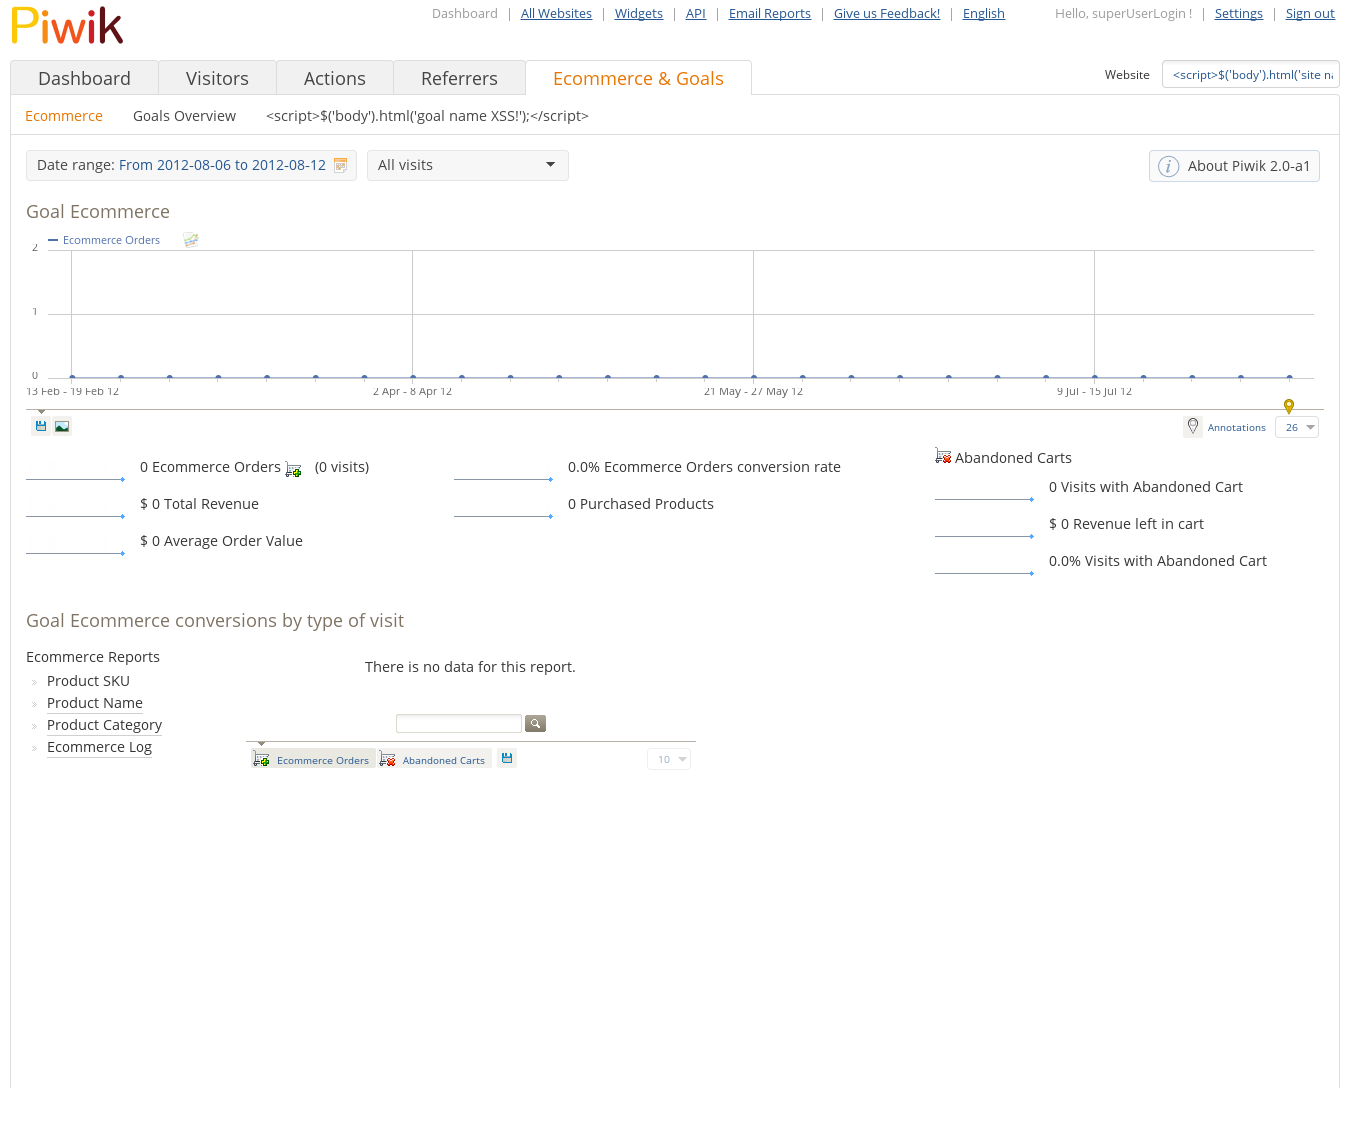 Piwik
Dashboard | All Websites | Widgets | API | Email Reports | Give us Feedback! | English
Hello, superUserLogin ! | Settings | Sign out
Dashboard
Visitors
Actions
Referrers
Ecommerce & Goals
Website
<script>$('body').html('site na
Ecommerce
Goals Overview
<script>$('body').html('goal name XSS!');</script>
Date range: From 2012-08-06 to 2012-08-12
All visits
About Piwik 2.0-a1
Goal Ecommerce
Ecommerce Orders
2
1
0
13 Feb - 19 Feb 12
2 Apr - 8 Apr 12
21 May - 27 May 12
9 Jul - 15 Jul 12
Annotations
26
0 Ecommerce Orders (0 visits)
$ 0 Total Revenue
$ 0 Average Order Value
0.0% Ecommerce Orders conversion rate
0 Purchased Products
Abandoned Carts
0 Visits with Abandoned Cart
$ 0 Revenue left in cart
0.0% Visits with Abandoned Cart
Goal Ecommerce conversions by type of visit
Ecommerce Reports
Product SKU
Product Name
Product Category
Ecommerce Log
There is no data for this report.
Ecommerce Orders
Abandoned Carts
10